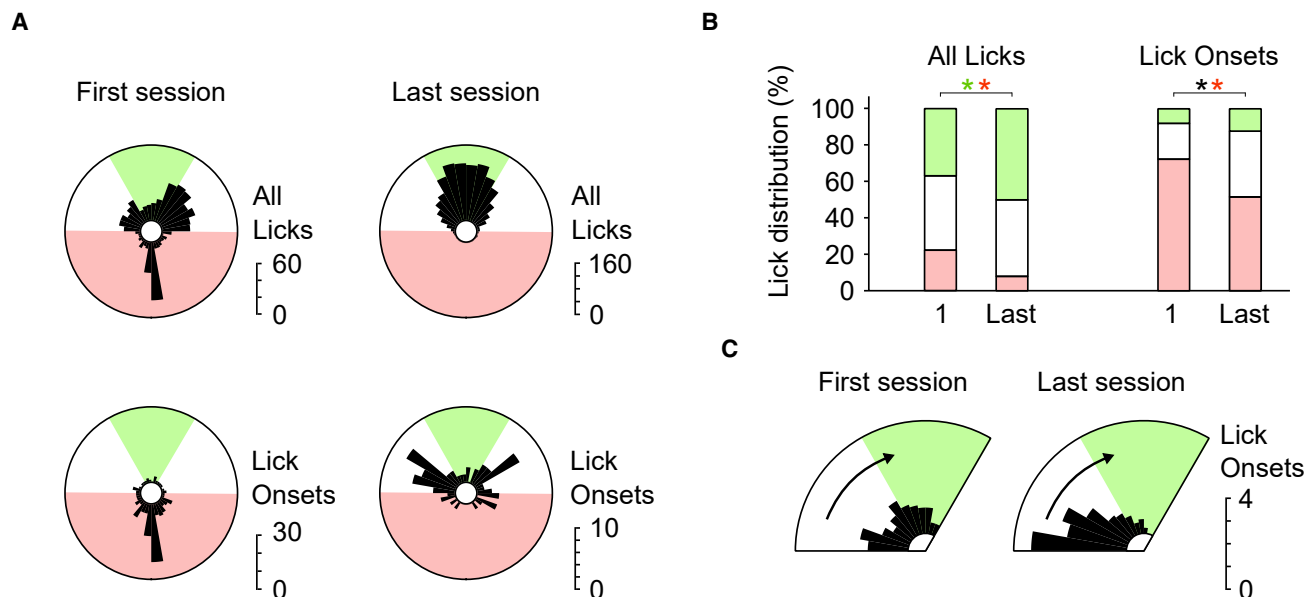 A
First session
Last session
All
Licks
60
0
All
Licks
160
0
Lick
Onsets
30
0
Lick
Onsets
10
0
B
All Licks
Lick Onsets
* *
* *
Lick distribution (%)
100
80
60
40
20
0
1
Last
1
Last
C
First session
Last session
Lick
Onsets
4
0